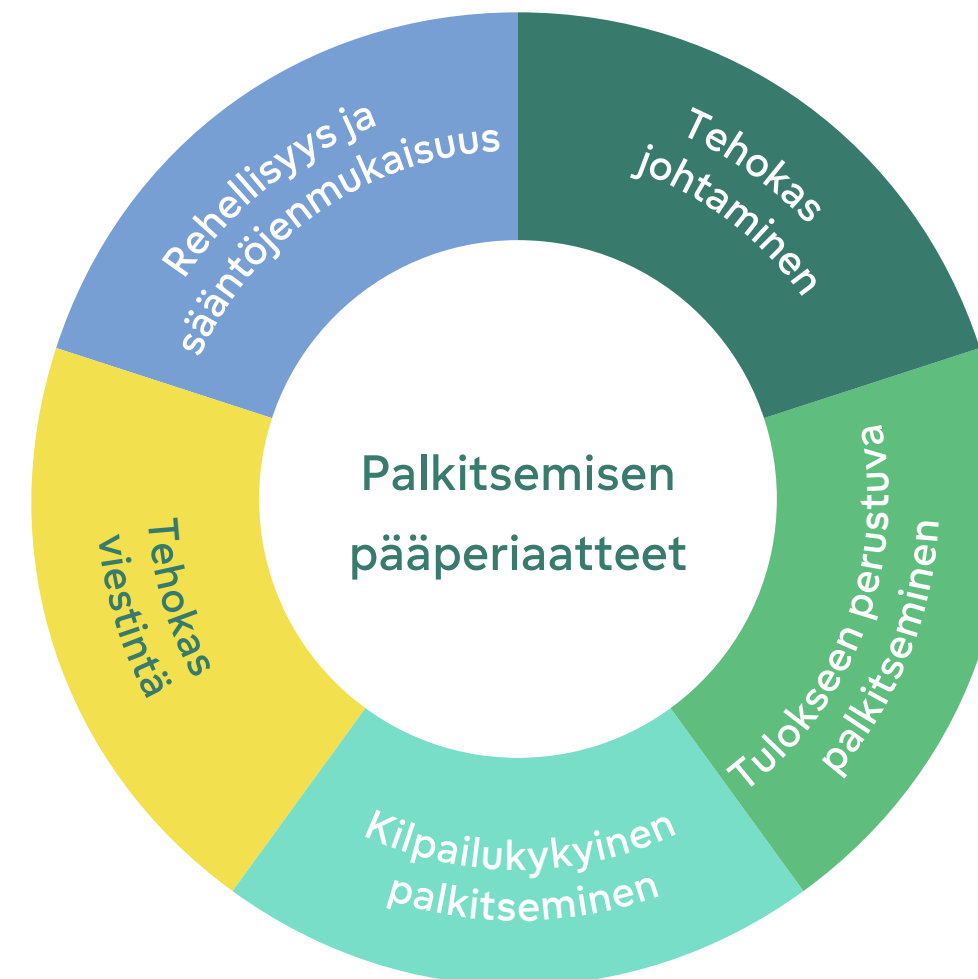 Palkitsemisen
pääperiaatteet
Tehokas
johtaminen
Tulokseen perustuva
palkitseminen
Kilpailukykyinen
palkitseminen
Tehokas
viestintä
Rehellisyys ja
sääntöjenmukaisuus